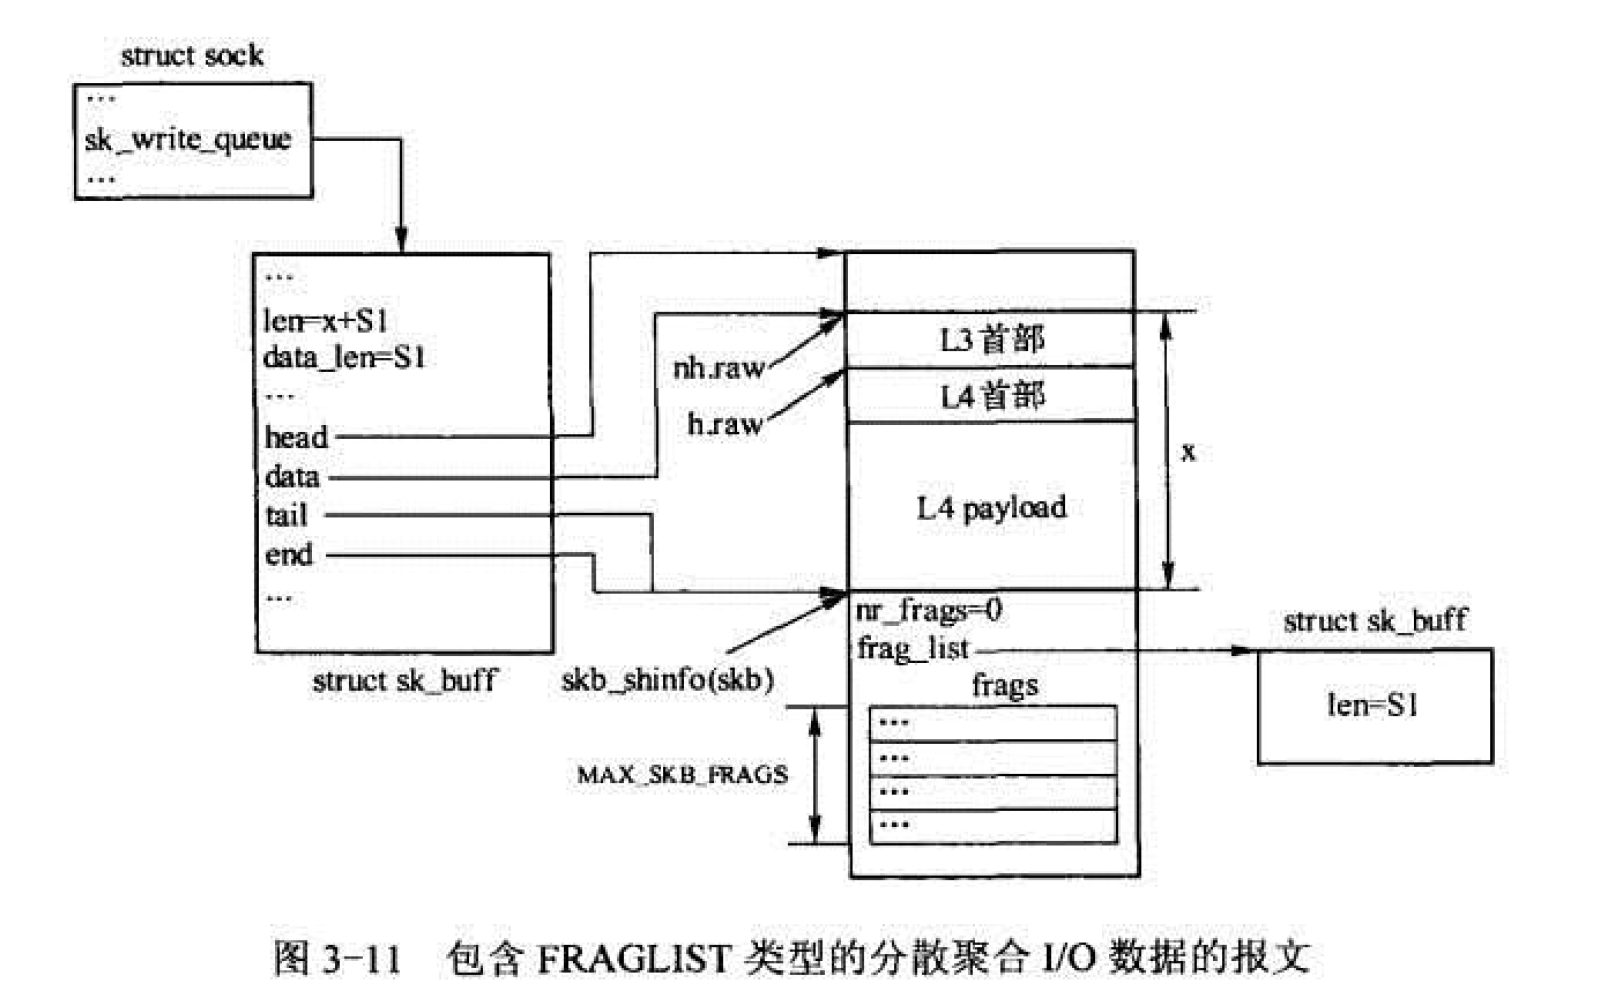 struct sock
...
sk_write_queue
...
...
len=x+S1
data_len=S1
...
head
data
tail
end
...
struct sk_buff
nh.raw
h.raw
skb_shinfo(skb)
L3首部
L4首部
L4 payload
x
nr_frags=0
frag_list
frags
...
...
...
...
MAX_SKB_FRAGS
struct sk_buff
len=S1
图 3-11 包含 FRAGLIST 类型的分散聚合 I/O 数据的报文